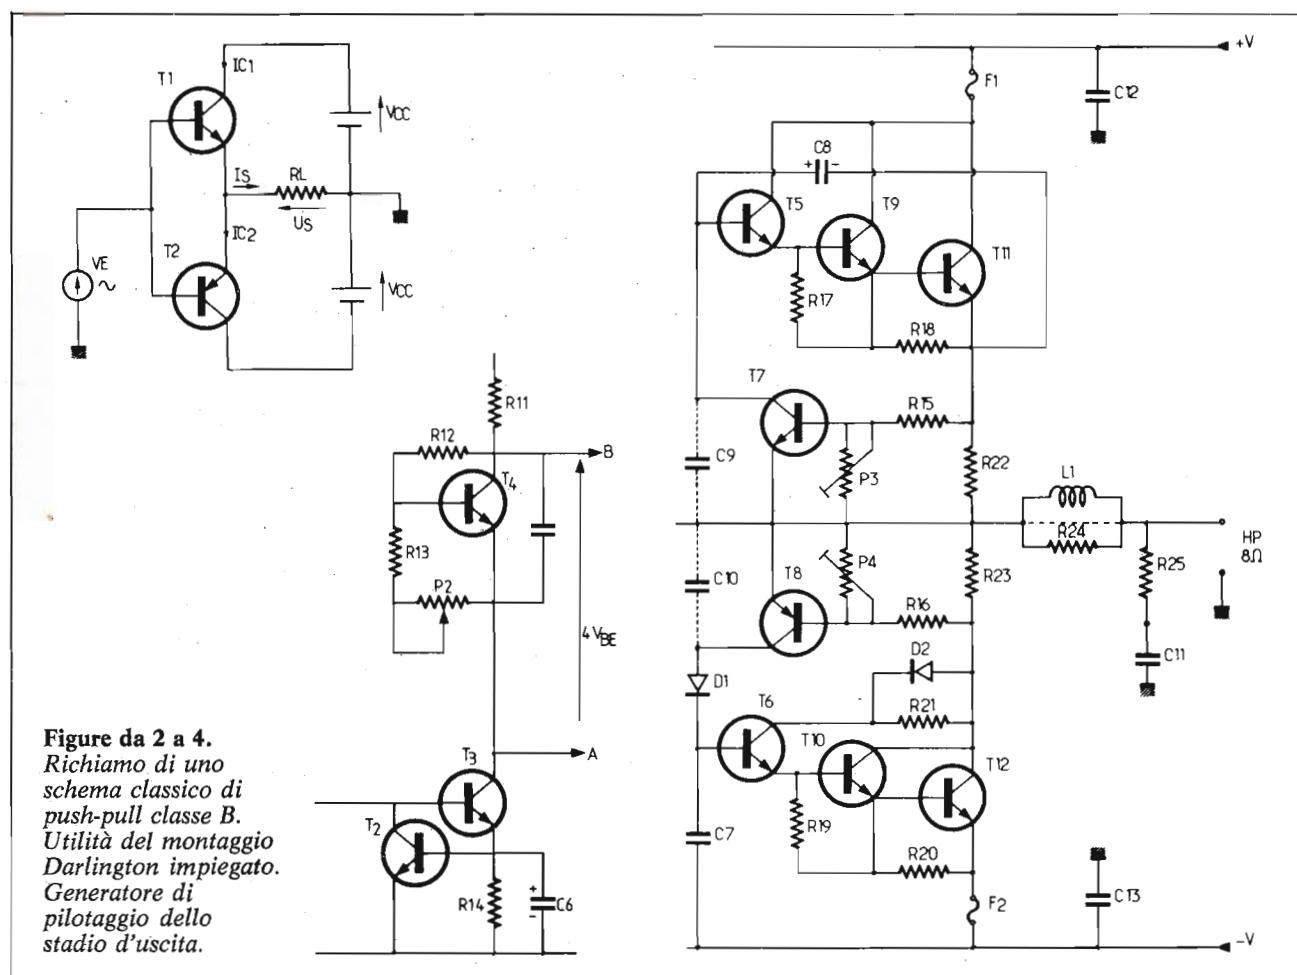 T1
IC1
VCC
IS
RL
US
IC2
T2
VE
VCC
+V
F1
C12
C8
+ -
T5
T9
T11
R17
R18
T7
R15
C9
P3
R22
L1
R24
HP
8Ω
R25
C11
C10
T8
P4
R23
R16
D2
D1
R21
T6
T10
T12
C7
R19
R20
F2
C13
-V
R11
R12
B
T4
R13
P2
4 VBE
T3
A
T2
R14
+
-
C6
Figure da 2 a 4.
Richiamo di uno
schema classico di
push-pull classe B.
Utilità del montaggio
Darlington impiegato.
Generatore di
pilotaggio dello
stadio d'uscita.